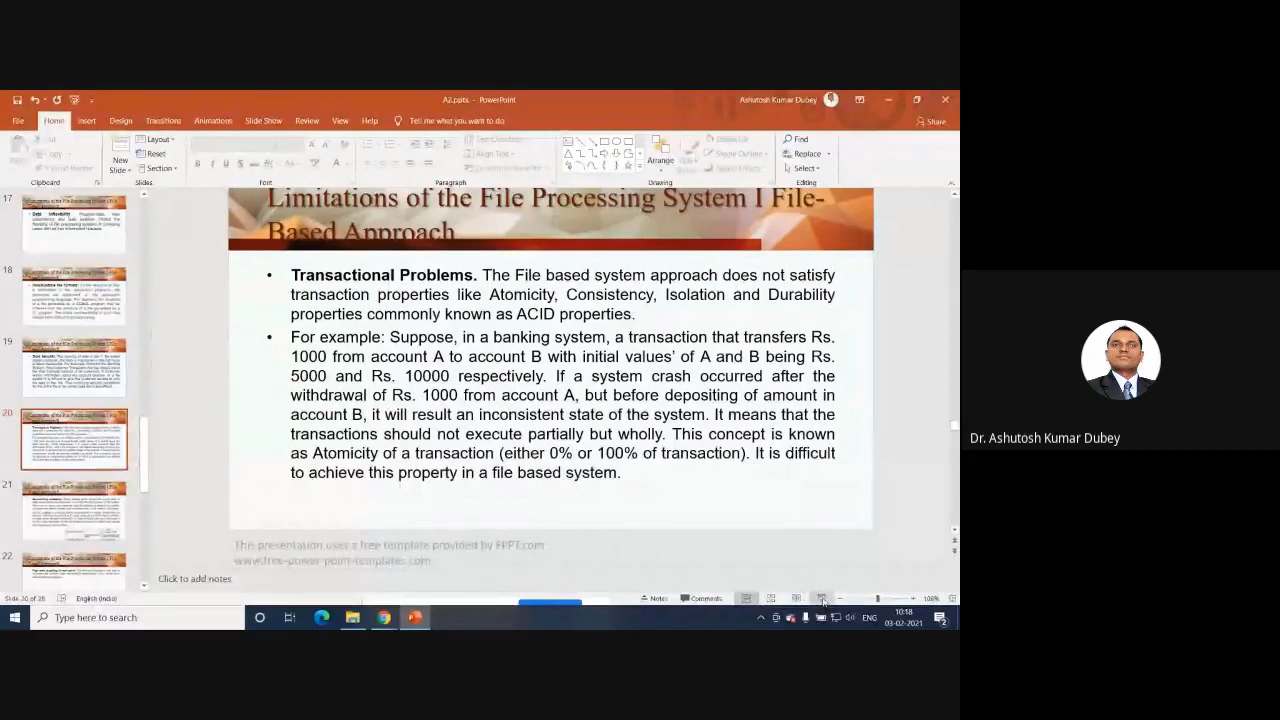 A2.pptx - PowerPoint
Ashutosh Kumar Dubey
File Home Insert Design Transitions Animations Slide Show Review View Help Tell me what you want to do
Share
New
Slide
Layout
Reset
Section
Text Direction
Align Text
Arrange
Shape Outline
Find
Replace
Select
Clipboard Slides Font Paragraph Drawing Editing
17
18
19
20
21
22
Limitations of the File Processing System I File-
Based Approach
• Transactional Problems. The File based system approach does not satisfy
transaction properties like Atomicity, Consistency, Isolation and Durability
properties commonly known as ACID properties.
• For example: Suppose, in a banking system, a transaction that transfers Rs.
1000 from account A to account B with initial values' of A and B being Rs.
5000 and Rs. 10000 respectively. If a system crash occurred after the
withdrawal of Rs. 1000 from account A, but before depositing of amount in
account B, it will result an inconsistent state of the system. It means that the
transactions should not execute partially but wholly. This concept is known
as Atomicity of a transaction (either 0% or 100% of transaction). It is difficult
to achieve this property in a file based system.
This presentation uses a free template provided by FPPT.com
www.free-power-point-templates.com
Click to add notes
English (India)
Notes
Comments
108%
Type here to search
ENG
10:18
03-02-2021
Dr. Ashutosh Kumar Dubey